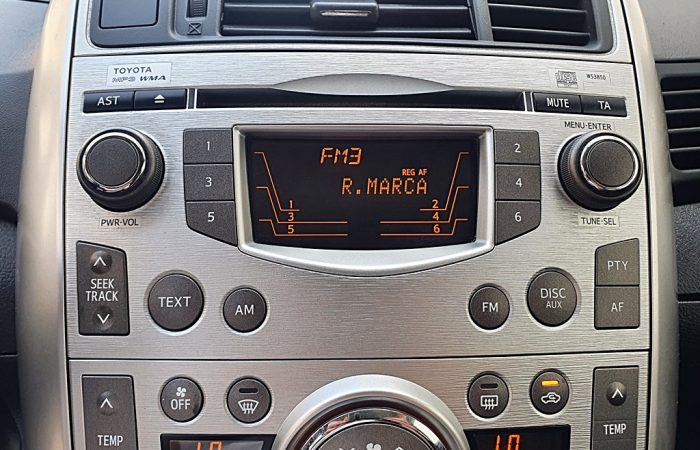 TOYOTA
MP3 WMA
W53850
AST
MUTE
TA
MENU-ENTER
FM3
REG AF
R.MARCA
1
3
5
2
4
6
1
3
5
2
4
6
PWR-VOL
TUNE-SEL
SEEK
TRACK
TEXT
AM
FM
DISC
AUX
PTY
AF
TEMP
OFF
TEMP